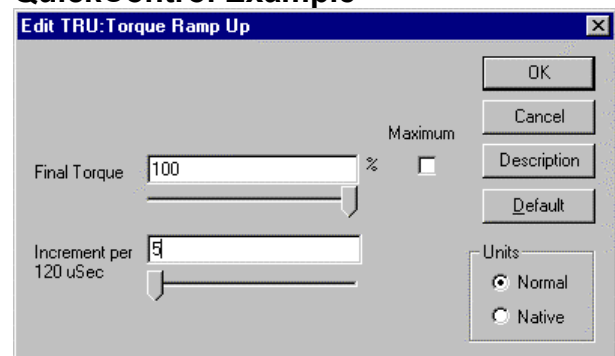 QuickControl Example
Edit TRU:Torque Ramp Up
OK
Cancel
Description
Default
Maximum
Final Torque 100 %
Increment per 120 uSec 5
Units
Normal
Native